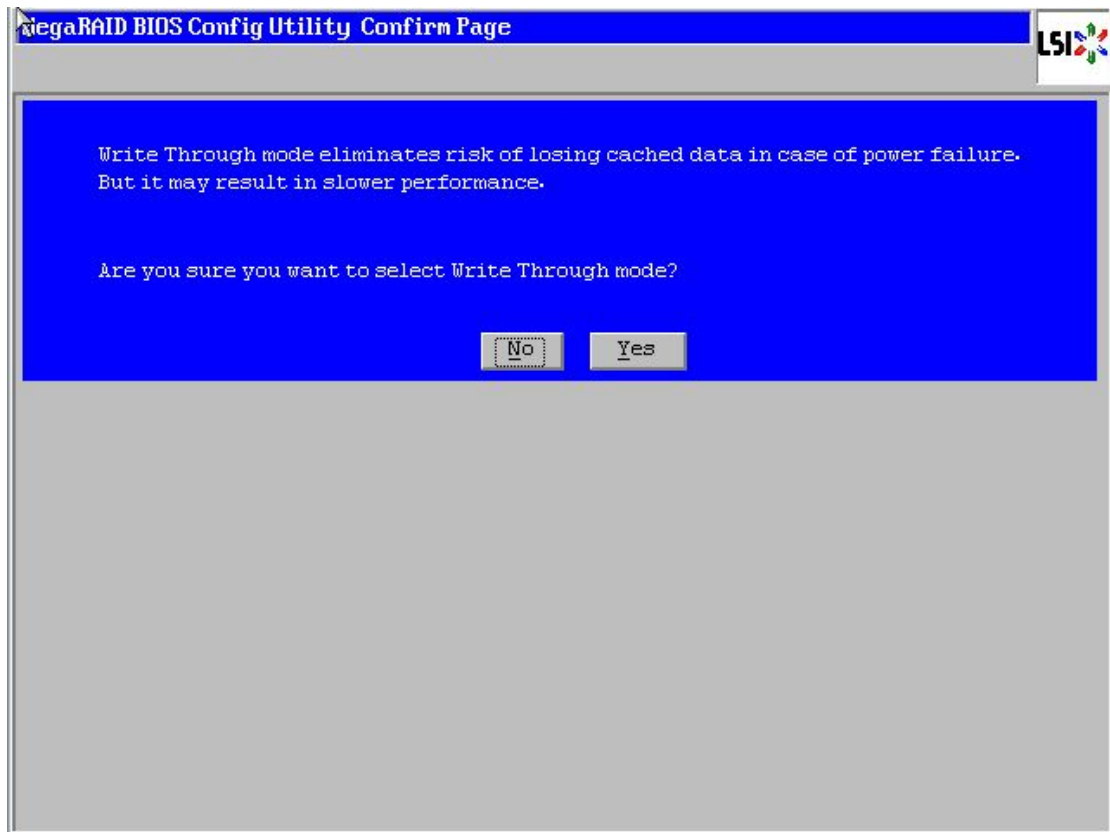 MegaRAID BIOS Config Utility Confirm Page
LSI
Write Through mode eliminates risk of losing cached data in case of power failure.
But it may result in slower performance.
Are you sure you want to select Write Through mode?
No
Yes